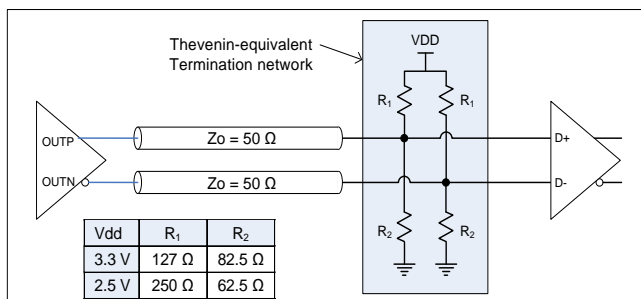 Thevenin-equivalent
Termination network
VDD
R1 R1
OUTP
Zo = 50 Ω
D+
OUTN
Zo = 50 Ω
D-
R2 R2
Vdd R1 R2
3.3 V 127 Ω 82.5 Ω
2.5 V 250 Ω 62.5 Ω